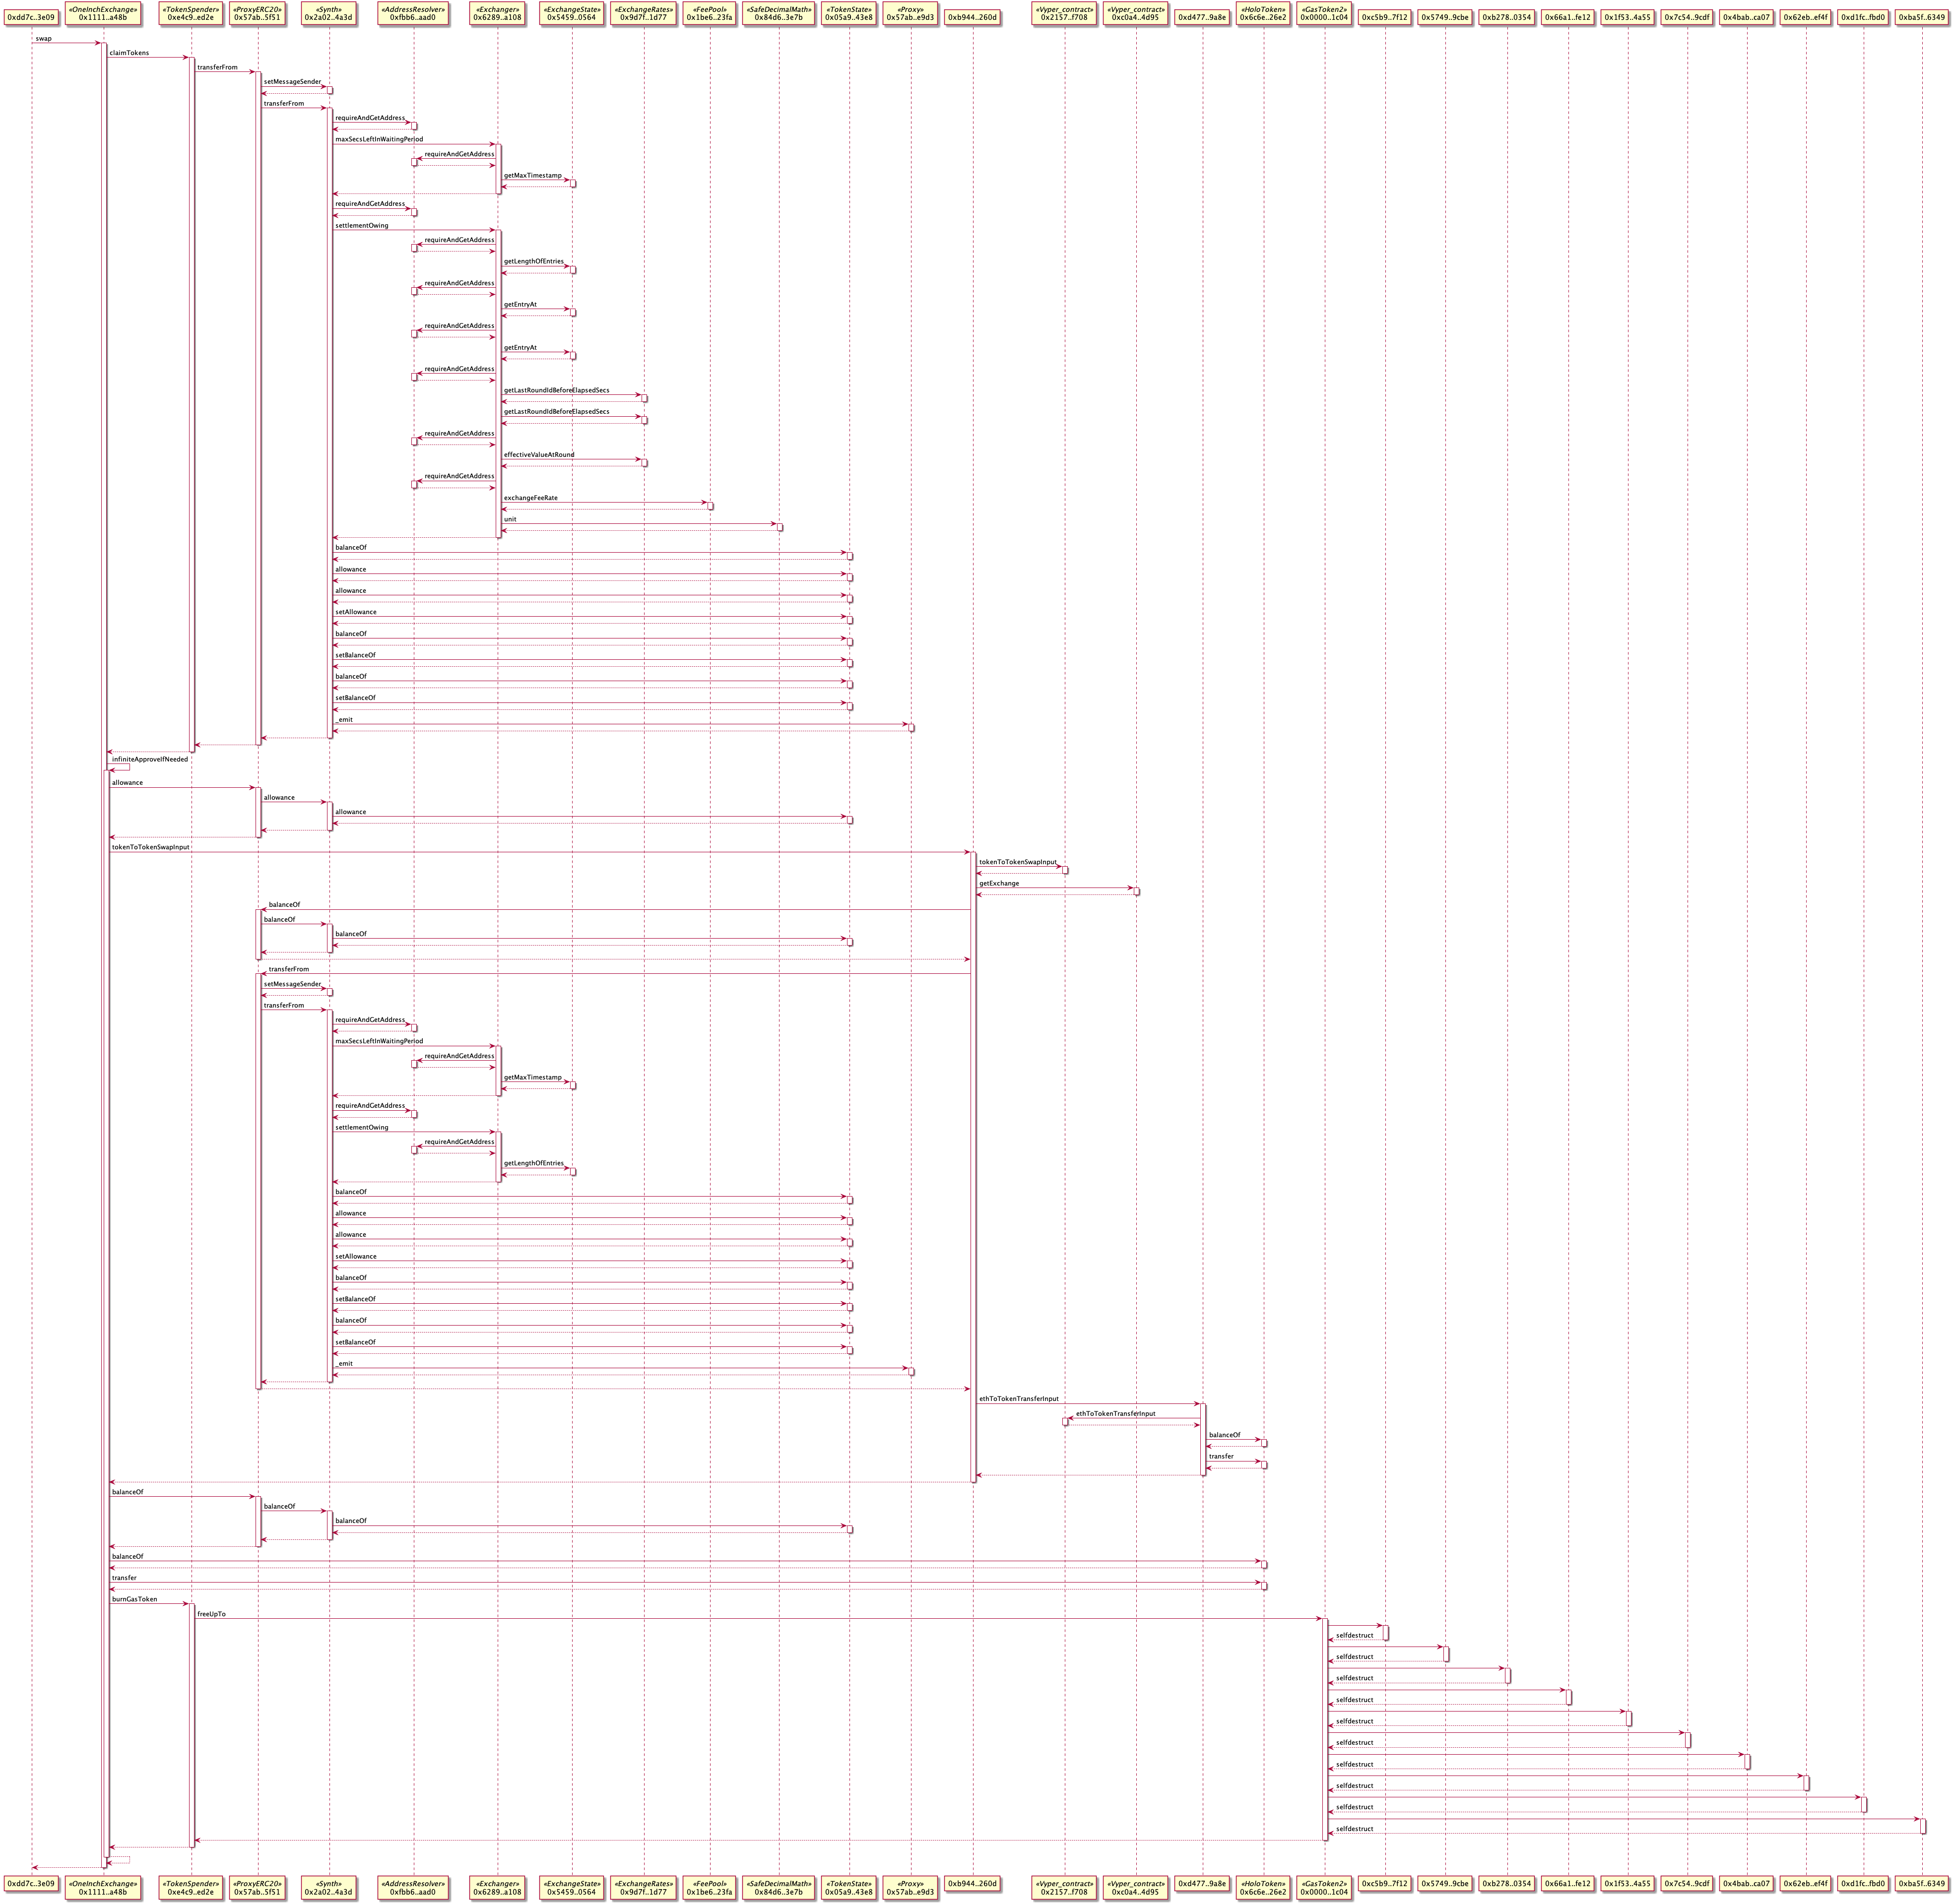 0xdd7c..3e09
«OneInchExchange»
0x1111..a48b
«TokenSpender»
0xe4c9..ed2e
«ProxyERC20»
0x57ab..5f51
«Synth»
0x2a02..4a3d
«AddressResolver»
0xfbb6..aad0
«Exchanger»
0x6289..a108
«ExchangeState»
0x5459..0564
«ExchangeRates»
0x9d7f..1d77
«FeePool»
0x1be6..23fa
«SafeDecimalMath»
0x84d6..3e7b
«TokenState»
0x05a9..43e8
«Proxy»
0x57ab..e9d3
0xb944..260d
«Vyper_contract»
0x2157..f708
«Vyper_contract»
0xc0a4..4d95
0xd477..9a8e
«HoloToken»
0x6c6e..26e2
«GasToken2»
0x0000..1c04
0xc5b9..7f12
0x5749..9cbe
0xb278..0354
0x66a1..fe12
0x1f53..4a55
0x7c54..9cdf
0x4bab..ca07
0x62eb..ef4f
0xd1fc..fbd0
0xba5f..6349
swap
claimTokens
transferFrom
setMessageSender
transferFrom
requireAndGetAddress
maxSecsLeftInWaitingPeriod
requireAndGetAddress
getMaxTimestamp
requireAndGetAddress
settlementOwing
requireAndGetAddress
getLengthOfEntries
requireAndGetAddress
getEntryAt
requireAndGetAddress
getEntryAt
requireAndGetAddress
getLastRoundIdBeforeElapsedSecs
getLastRoundIdBeforeElapsedSecs
requireAndGetAddress
effectiveValueAtRound
requireAndGetAddress
exchangeFeeRate
unit
balanceOf
allowance
allowance
setAllowance
balanceOf
setBalanceOf
balanceOf
setBalanceOf
_emit
infiniteApproveIfNeeded
allowance
allowance
allowance
tokenToTokenSwapInput
tokenToTokenSwapInput
getExchange
balanceOf
balanceOf
balanceOf
transferFrom
setMessageSender
transferFrom
requireAndGetAddress
maxSecsLeftInWaitingPeriod
requireAndGetAddress
getMaxTimestamp
requireAndGetAddress
settlementOwing
requireAndGetAddress
getLengthOfEntries
balanceOf
allowance
allowance
setAllowance
balanceOf
setBalanceOf
balanceOf
setBalanceOf
_emit
ethToTokenTransferInput
ethToTokenTransferInput
balanceOf
transfer
balanceOf
balanceOf
balanceOf
balanceOf
transfer
burnGasToken
freeUpTo
selfdestruct
selfdestruct
selfdestruct
selfdestruct
selfdestruct
selfdestruct
selfdestruct
selfdestruct
selfdestruct
selfdestruct
0xdd7c..3e09
«OneInchExchange»
0x1111..a48b
«TokenSpender»
0xe4c9..ed2e
«ProxyERC20»
0x57ab..5f51
«Synth»
0x2a02..4a3d
«AddressResolver»
0xfbb6..aad0
«Exchanger»
0x6289..a108
«ExchangeState»
0x5459..0564
«ExchangeRates»
0x9d7f..1d77
«FeePool»
0x1be6..23fa
«SafeDecimalMath»
0x84d6..3e7b
«TokenState»
0x05a9..43e8
«Proxy»
0x57ab..e9d3
0xb944..260d
«Vyper_contract»
0x2157..f708
«Vyper_contract»
0xc0a4..4d95
0xd477..9a8e
«HoloToken»
0x6c6e..26e2
«GasToken2»
0x0000..1c04
0xc5b9..7f12
0x5749..9cbe
0xb278..0354
0x66a1..fe12
0x1f53..4a55
0x7c54..9cdf
0x4bab..ca07
0x62eb..ef4f
0xd1fc..fbd0
0xba5f..6349